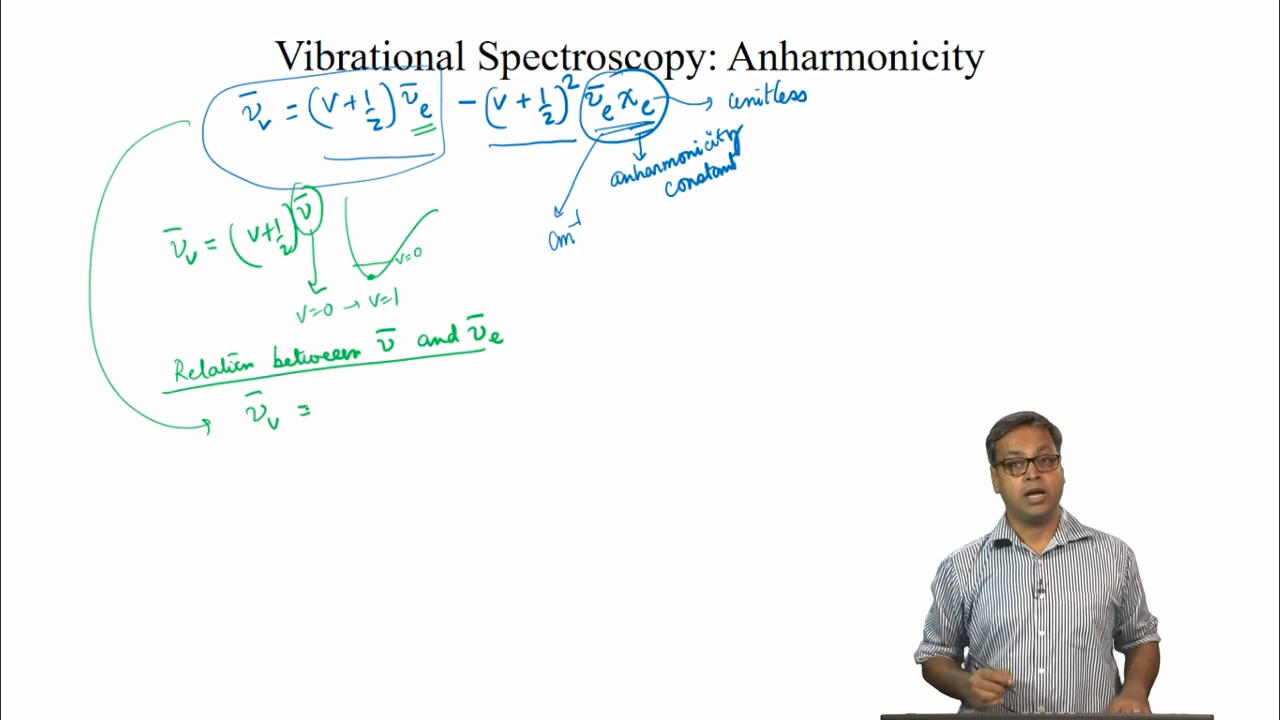 Vibrational Spectroscopy: Anharmonicity
ν̄ᵥ = (v+½) ν̄ₑ − (v+½)² ν̄ₑ xₑ → unitless
anharmonicity
constant
cm⁻¹
ν̄ᵥ = (v+½) ν̄
v=0
v=0 → v=1
Relation between ν̄ and ν̄ₑ
ν̄ᵥ =